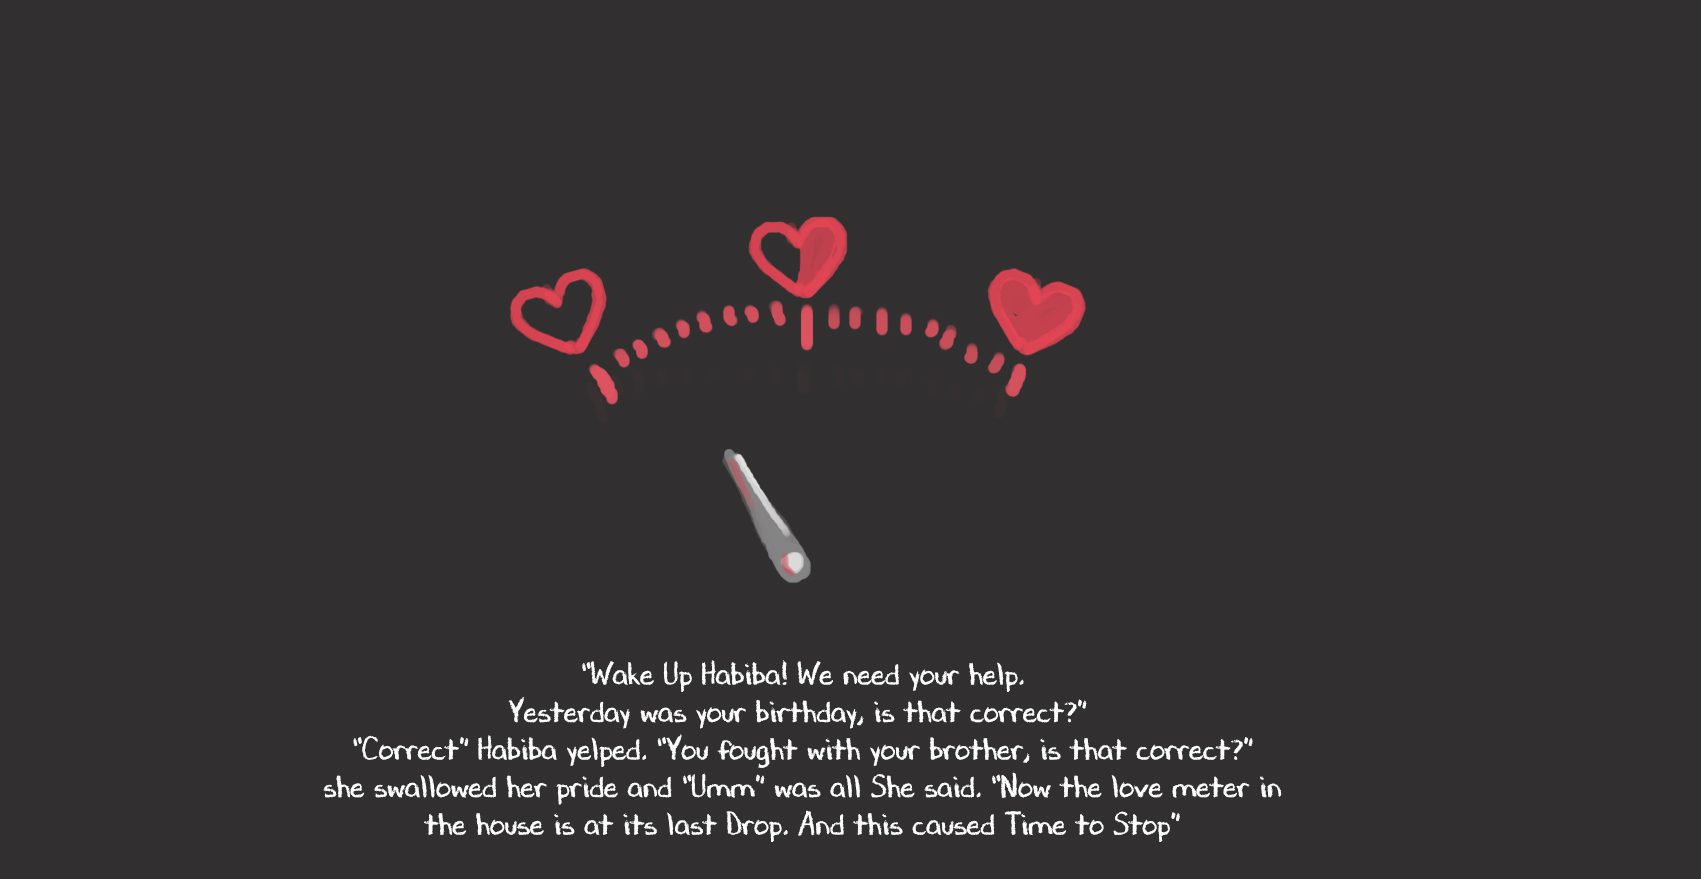 "Wake Up Habiba! We need your help.
Yesterday was your birthday, is that correct?"
"Correct" Habiba yelped. "You fought with your brother, is that correct?"
she swallowed her pride and "Umm" was all She said. "Now the love meter in
the house is at its last Drop. And this caused Time to Stop"